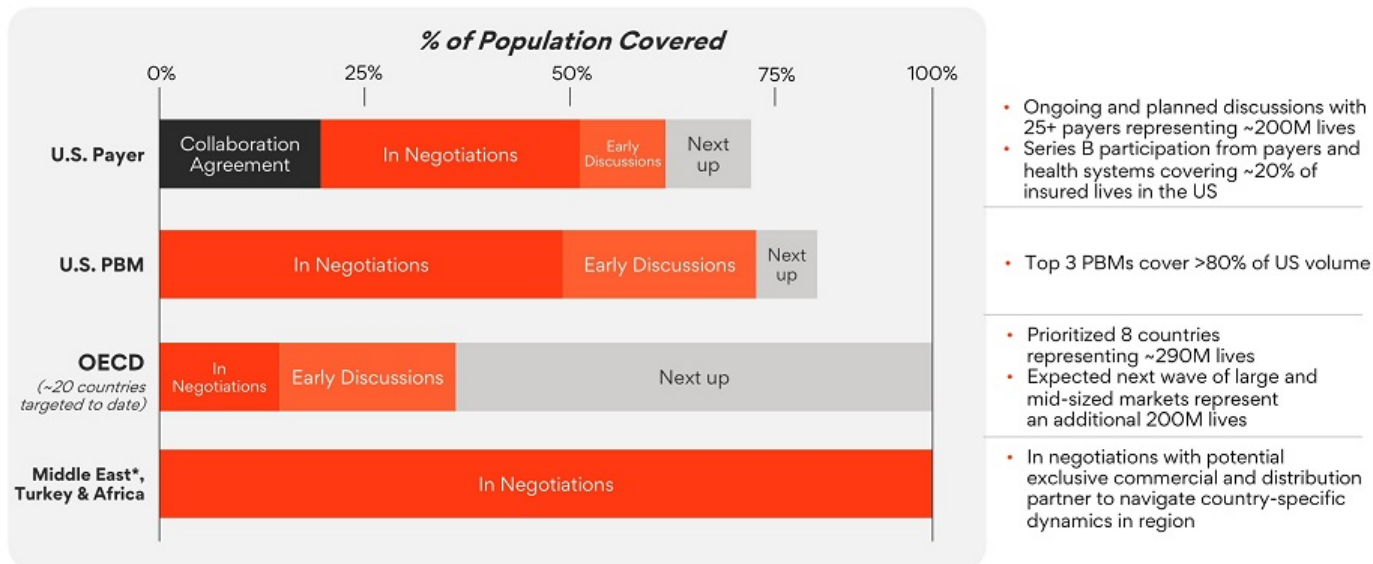 % of Population Covered
0%
25%
50%
75%
100%
U.S. Payer
Collaboration
Agreement
In Negotiations
Early
Discussions
Next
up
• Ongoing and planned discussions with
25+ payers representing ~200M lives
• Series B participation from payers and
health systems covering ~20% of
insured lives in the US
U.S. PBM
In Negotiations
Early Discussions
Next
up
• Top 3 PBMs cover >80% of US volume
OECD
(~20 countries
targeted to date)
In
Negotiations
Early Discussions
Next up
• Prioritized 8 countries
representing ~290M lives
• Expected next wave of large and
mid-sized markets represent
an additional 200M lives
Middle East*,
Turkey & Africa
In Negotiations
• In negotiations with potential
exclusive commercial and distribution
partner to navigate country-specific
dynamics in region